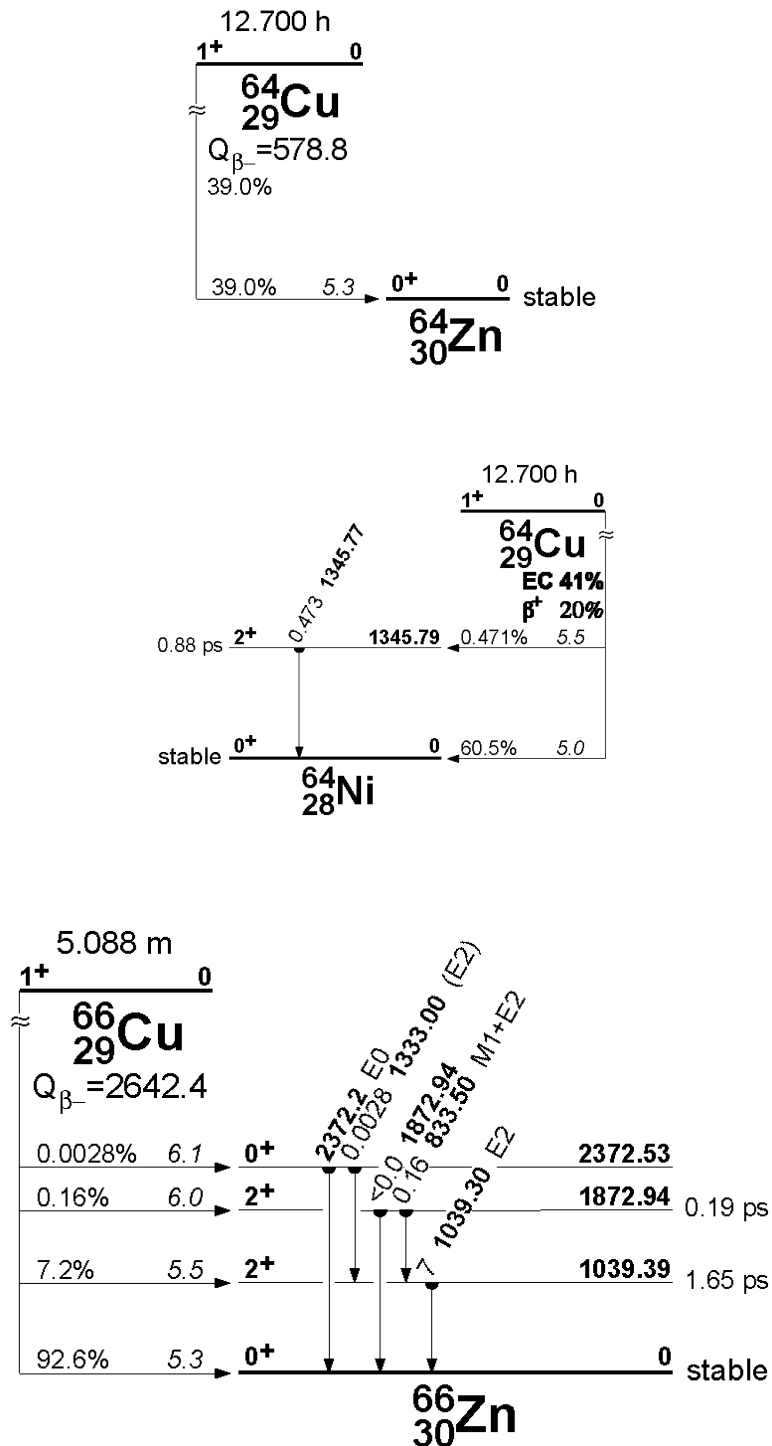 12.700 h
1+ 0
64
29Cu
Qβ−=578.8
39.0%
39.0% 5.3 0+ 0 stable
64
30Zn
12.700 h
1+ 0
64
29Cu
EC 41%
β+ 20%
0.473 1345.77
0.88 ps 2+ 1345.79 0.471% 5.5
stable 0+ 0 60.5% 5.0
64
28Ni
5.088 m
1+ 0
66
29Cu
Qβ−=2642.4
2372.2 E0
0.0028 1333.00 (E2)
<0.0 1872.94
0.16 833.50 M1+E2
7 1039.30 E2
0.0028% 6.1 0+ 2372.53
0.16% 6.0 2+ 1872.94 0.19 ps
7.2% 5.5 2+ 1039.39 1.65 ps
92.6% 5.3 0+ 0 stable
66
30Zn